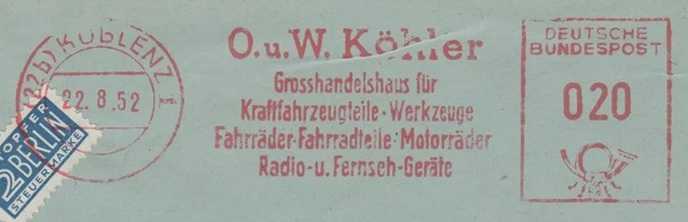 (22b) KOBLENZ 1
22.8.52
NOTOPFER
2 BERLIN
STEUERMARKE
O.u.W. Köhler
Grosshandelshaus für
Kraftfahrzeugteile·Werkzeuge
Fahrräder·Fahrradteile·Motorräder
Radio-u.Fernseh-Geräte
DEUTSCHE
BUNDESPOST
020